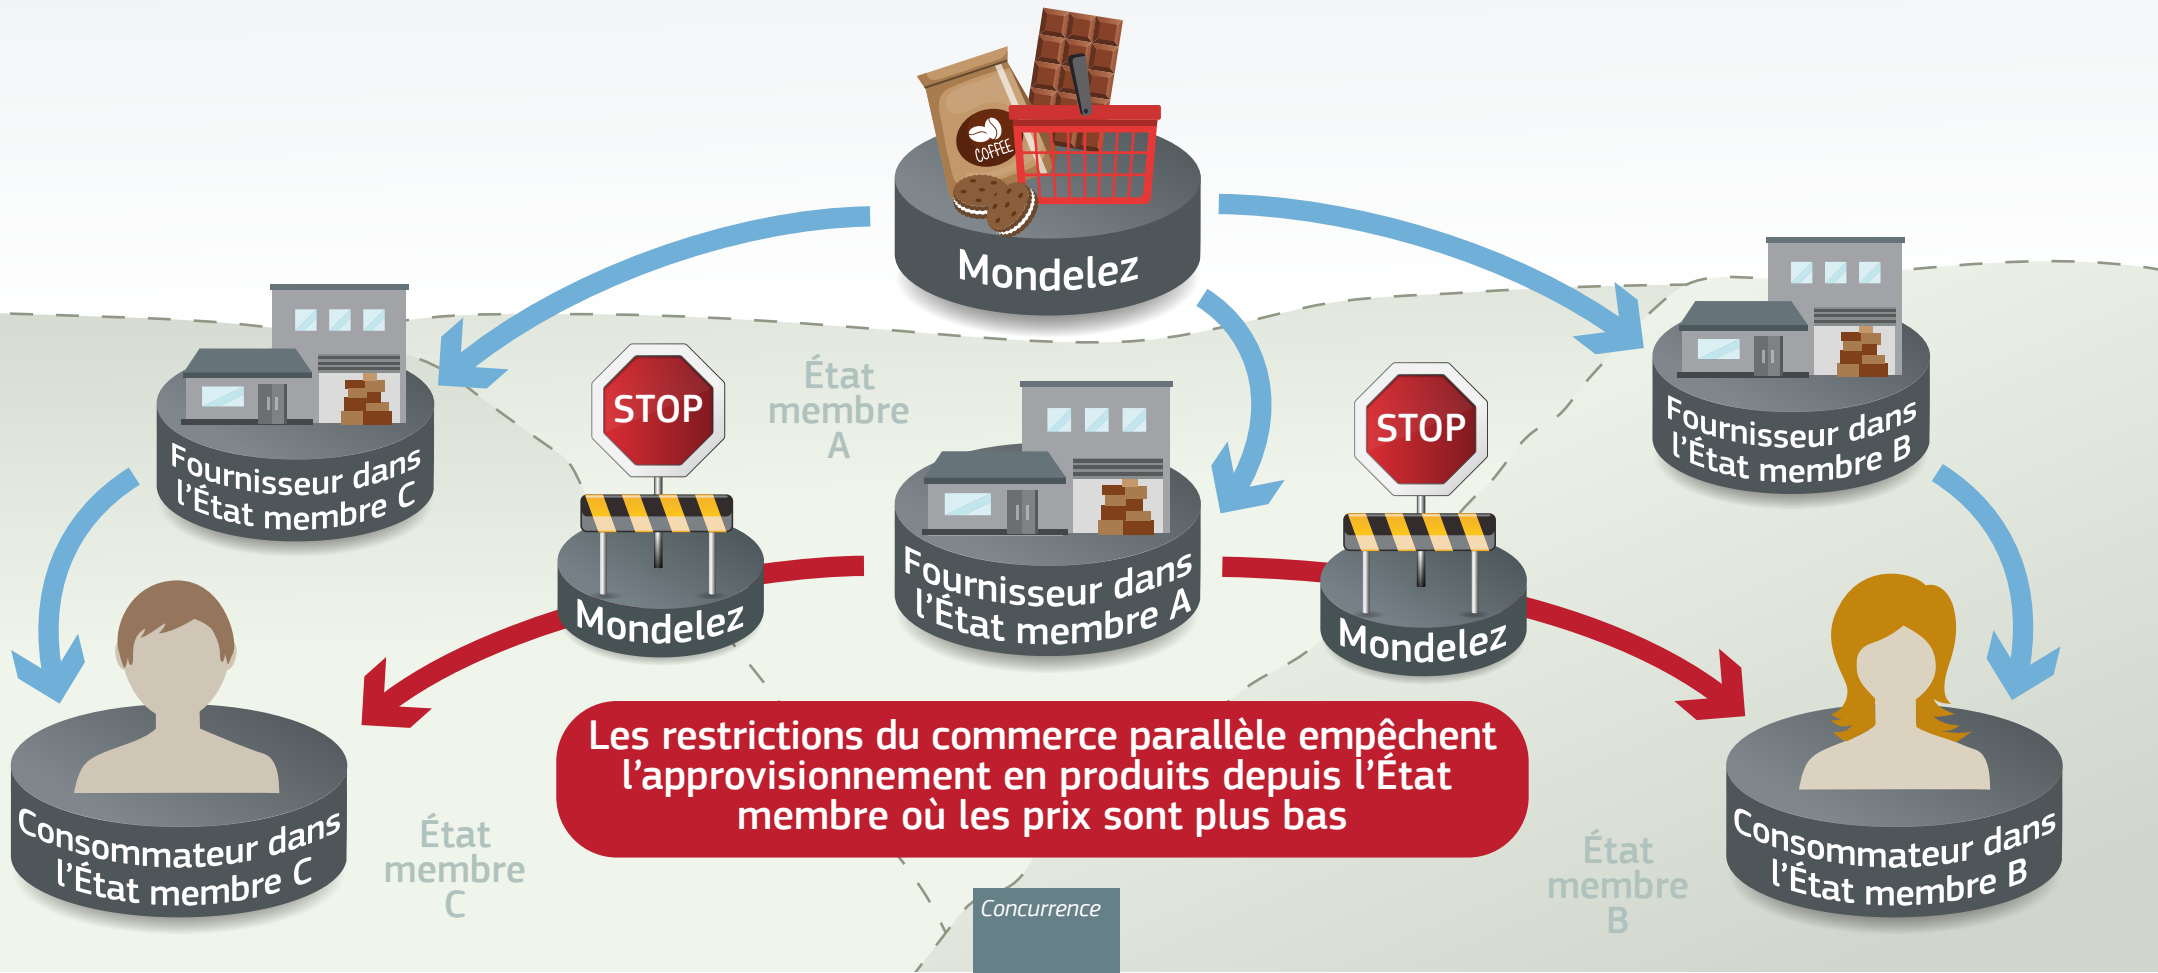 COFFEE
Mondelez
Fournisseur dans
l'État membre C
STOP
Mondelez
État
membre
A
Fournisseur dans
l'État membre A
STOP
Mondelez
Fournisseur dans
l'État membre B
Consommateur dans
l'État membre C
État
membre
C
Les restrictions du commerce parallèle empêchent
l'approvisionnement en produits depuis l'État
membre où les prix sont plus bas
État
membre
B
Consommateur dans
l'État membre B
Concurrence